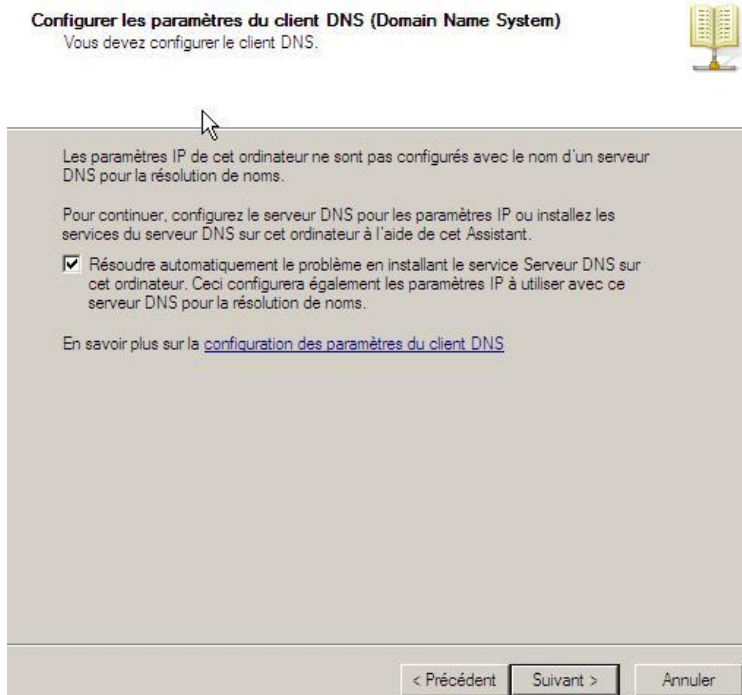 Configurer les paramètres du client DNS (Domain Name System)
Vous devez configurer le client DNS.
Les paramètres IP de cet ordinateur ne sont pas configurés avec le nom d'un serveur
DNS pour la résolution de noms.
Pour continuer, configurez le serveur DNS pour les paramètres IP ou installez les
services du serveur DNS sur cet ordinateur à l'aide de cet Assistant.
Résoudre automatiquement le problème en installant le service Serveur DNS sur
cet ordinateur. Ceci configurera également les paramètres IP à utiliser avec ce
serveur DNS pour la résolution de noms.
En savoir plus sur la configuration des paramètres du client DNS
< Précédent Suivant > Annuler